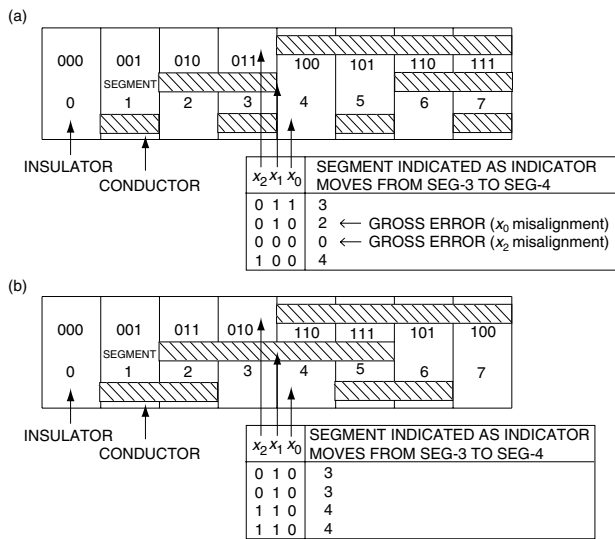 (a)
000 001 010 011 100 101 110 111
SEGMENT
0 1 2 3 4 5 6 7
INSULATOR
CONDUCTOR
x2 x1 x0 SEGMENT INDICATED AS INDICATOR
MOVES FROM SEG-3 TO SEG-4
0 1 1 3
0 1 0 2 ← GROSS ERROR (x0 misalignment)
0 0 0 0 ← GROSS ERROR (x2 misalignment)
1 0 0 4
(b)
000 001 011 010 110 111 101 100
SEGMENT
0 1 2 3 4 5 6 7
INSULATOR
CONDUCTOR
x2 x1 x0 SEGMENT INDICATED AS INDICATOR
MOVES FROM SEG-3 TO SEG-4
0 1 0 3
0 1 0 3
1 1 0 4
1 1 0 4